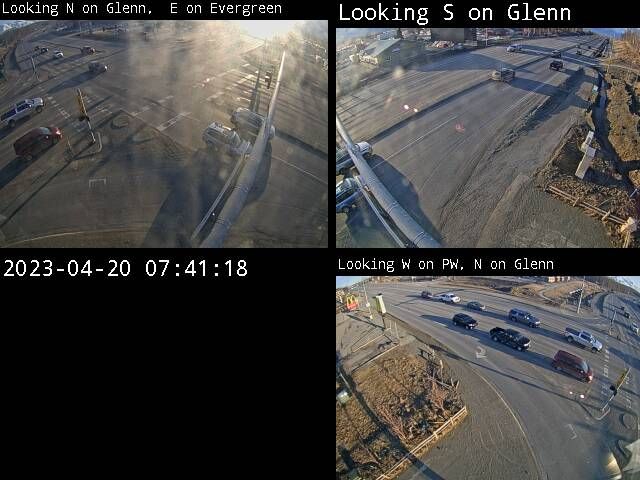 Looking N on Glenn, E on Evergreen
Looking S on Glenn
2023-04-20 07:41:18
Looking W on PW, N on Glenn